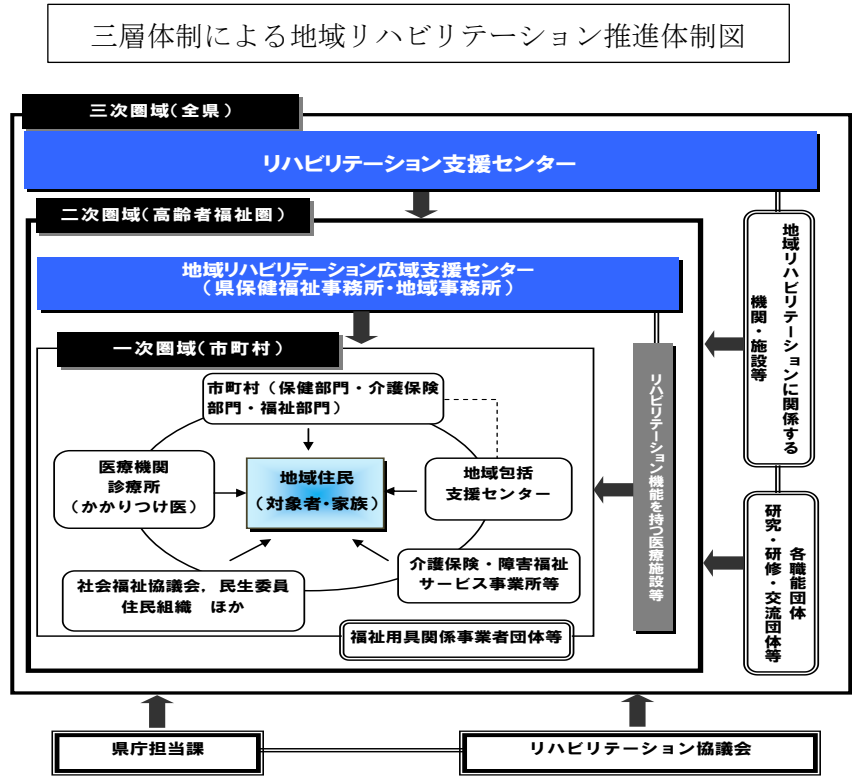 三層体制による地域リハビリテーション推進体制図
三次圏域(全県)
リハビリテーション支援センター
二次圏域(高齢者福祉圏)
地域リハビリテーション広域支援センター
(県保健福祉事務所・地域事務所)
一次圏域(市町村)
市町村(保健部門・介護保険
部門・福祉部門)
医療機関
診療所
(かかりつけ医)
地域住民
(対象者・家族)
地域包括
支援センター
社会福祉協議会，民生委員
住民組織　ほか
介護保険・障害福祉
サービス事業所等
福祉用具関係事業者団体等
リハビリテーション機能を持つ医療施設等
地域リハビリテーションに関係する
機関・施設等
各職能団体
研究・研修・交流団体等
県庁担当課
リハビリテーション協議会